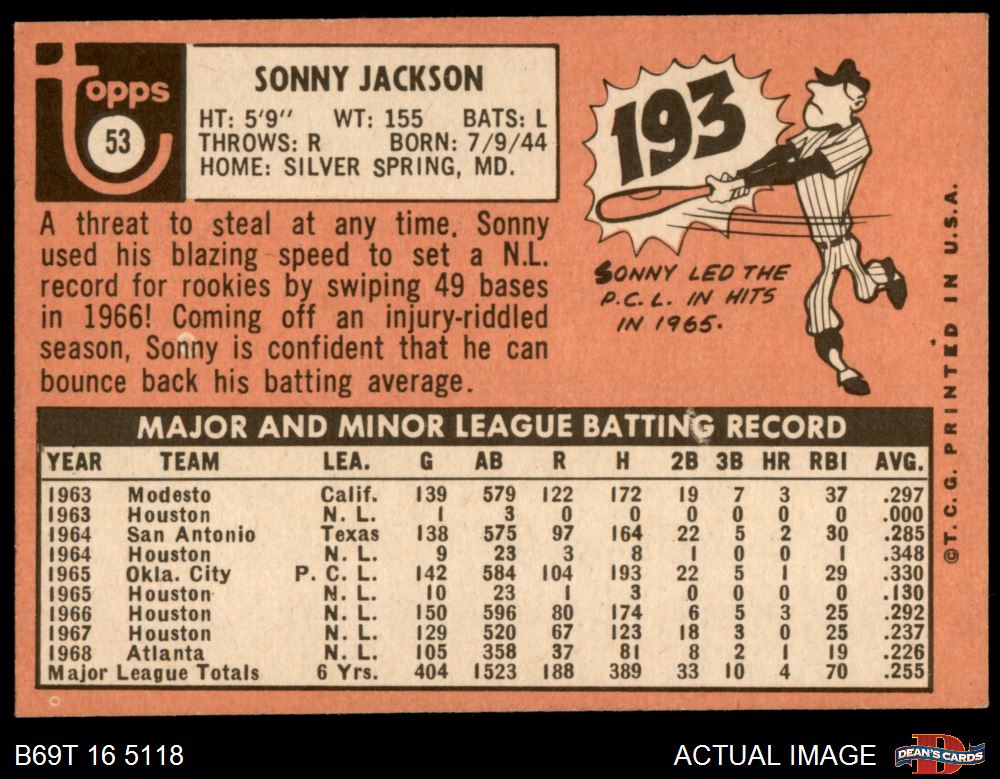 Topps
53
SONNY JACKSON
HT: 5'9" WT: 155 BATS: L
THROWS: R BORN: 7/9/44
HOME: SILVER SPRING, MD.
A threat to steal at any time. Sonny
used his blazing speed to set a N.L.
record for rookies by swiping 49 bases
in 1966! Coming off an injury-riddled
season, Sonny is confident that he can
bounce back his batting average.
193
SONNY LED THE
P.C.L. IN HITS
IN 1965.
MAJOR AND MINOR LEAGUE BATTING RECORD
YEAR TEAM LEA. G AB R H 2B 3B HR RBI AVG.
1963 Modesto Calif. 139 579 122 172 19 7 3 37 .297
1963 Houston N. L. 1 3 0 0 0 0 0 0 .000
1964 San Antonio Texas 138 575 97 164 22 5 2 30 .285
1964 Houston N. L. 9 23 3 8 1 0 0 1 .348
1965 Okla. City P. C. L. 142 584 104 193 22 5 1 29 .330
1965 Houston N. L. 10 23 1 3 0 0 0 0 .130
1966 Houston N. L. 150 596 80 174 6 5 3 25 .292
1967 Houston N. L. 129 520 67 123 18 3 0 25 .237
1968 Atlanta N. L. 105 358 37 81 8 2 1 19 .226
Major League Totals 6 Yrs. 404 1523 188 389 33 10 4 70 .255
©T. C. G. PRINTED IN U.S.A.
B69T 16 5118
ACTUAL IMAGE
DEAN'S CARDS